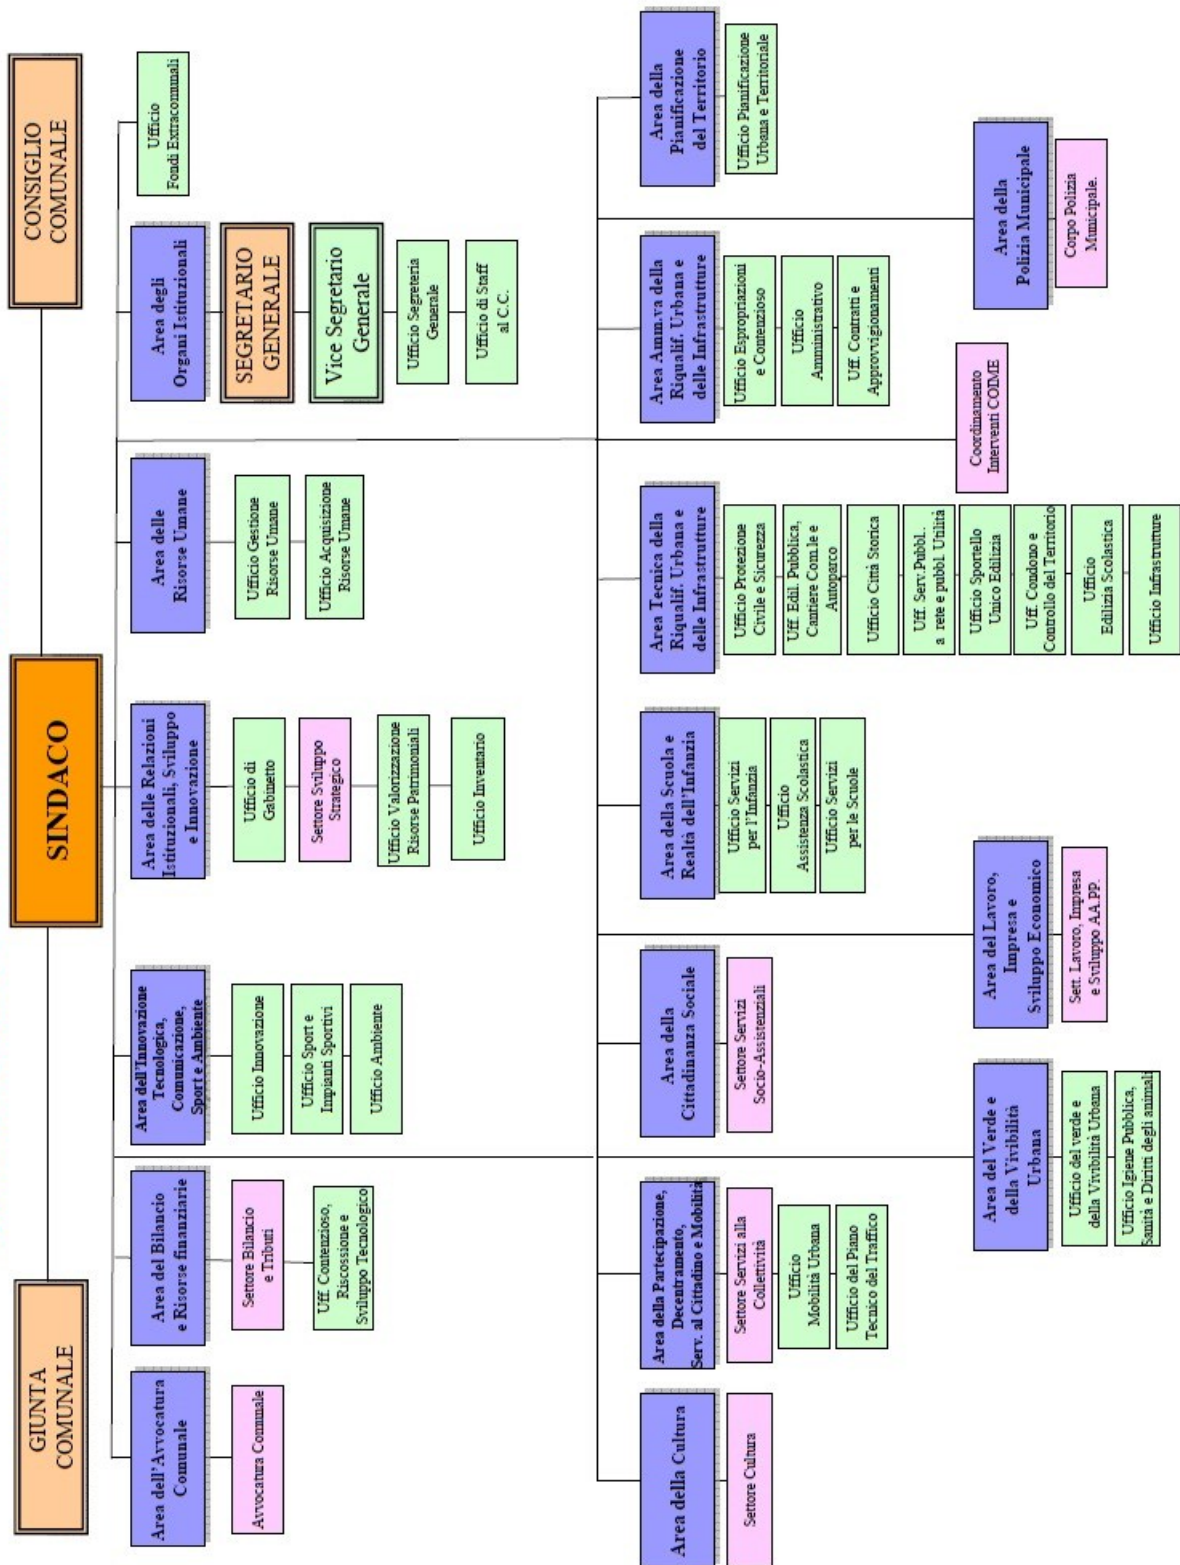 GIUNTA
COMUNALE
SINDACO
CONSIGLIO
COMUNALE
Area dell'Avvocatura
Comunale
Avvocatura Comunale
Area del Bilancio
e Risorse finanziarie
Settore Bilancio
e Tributi
Uff. Contenzioso,
Riscossione e
Sviluppo Tecnologico
Area dell'Innovazione
Tecnologica,
Comunicazione,
Sport e Ambiente
Ufficio Innovazione
Ufficio Sport e
Impianti Sportivi
Ufficio Ambiente
Area delle Relazioni
Istituzionali, Sviluppo
e Innovazione
Ufficio di
Gabinetto
Settore Sviluppo
Strategico
Ufficio Valorizzazione
Risorse Patrimoniali
Ufficio Inventario
Area delle
Risorse Umane
Ufficio Gestione
Risorse Umane
Ufficio Acquisizione
Risorse Umane
Area degli
Organi Istituzionali
SEGRETARIO
GENERALE
Vice Segretario
Generale
Ufficio Segreteria
Generale
Ufficio di Staff
al C.C.
Ufficio
Fondi Extracomunali
Area della Cultura
Settore Cultura
Area della Partecipazione,
Decentramento,
Serv. al Cittadino e Mobilità
Settore Servizi alla
Collettività
Ufficio
Mobilità Urbana
Ufficio del Piano
Tecnico del Traffico
Area del Verde e
della Vivibilità
Urbana
Ufficio del verde e
della Vivibilità Urbana
Ufficio Igiene Pubblica,
Sanità e Diritti degli animali
Area della
Cittadinanza Sociale
Settore Servizi
Socio-Assistenziali
Area del Lavoro,
Impresa e
Sviluppo Economico
Sett. Lavoro, Impresa
e Sviluppo AA.PP.
Area della Scuola e
Realtà dell'Infanzia
Ufficio Servizi
per l'Infanzia
Ufficio
Assistenza Scolastica
Ufficio Servizi
per le Scuole
Area Tecnica della
Riqualif. Urbana e
delle Infrastrutture
Ufficio Protezione
Civile e Sicurezza
Uff. Edil. Pubblica,
Cantiere Com.le e
Autoparco
Ufficio Città Storica
Uff. Serv.Pubbl..
a rete e pubbl. Utilità
Ufficio Sportello
Unico Edilizia
Uff. Condono e
Controllo del Territorio
Ufficio
Edilizia Scolastica
Ufficio Infrastrutture
Coordinamento
Interventi COIME
Area Amm.va della
Riqualif. Urbana e
delle Infrastrutture
Ufficio Espropriazioni
e Contenzioso
Ufficio
Amministrativo
Uff. Contratti e
Approvvigionamenti
Area della
Polizia Municipale
Corpo Polizia
Municipale.
Area della
Pianificazione
del Territorio
Ufficio Pianificazione
Urbana e Territoriale